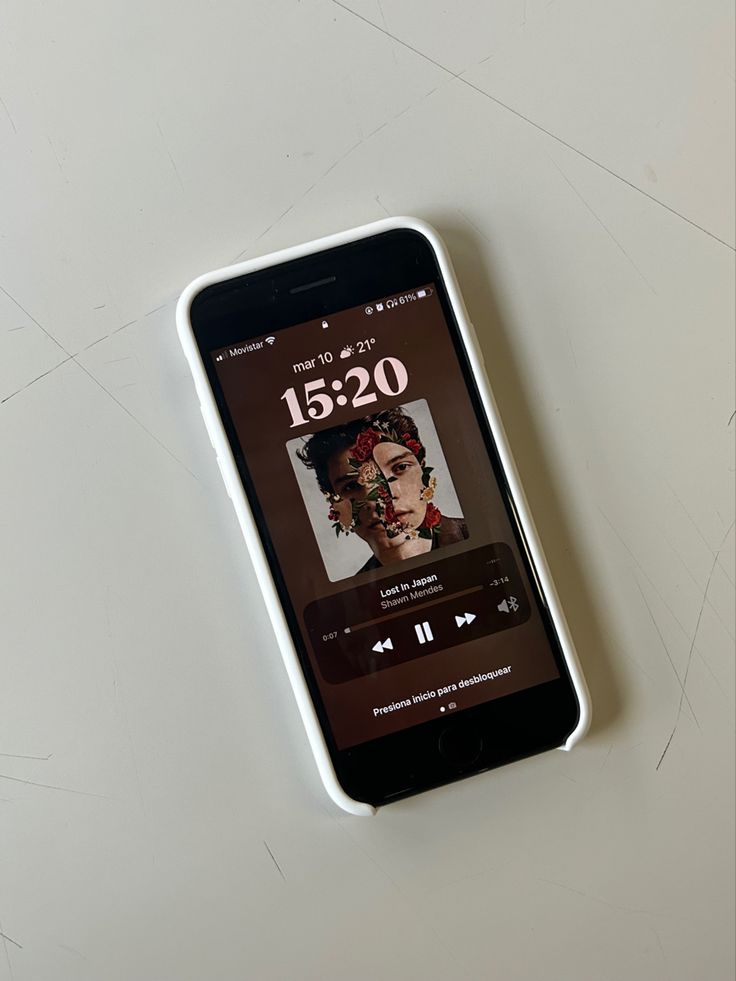 Movistar 61%
mar 10 21°
15:20
Lost In Japan
Shawn Mendes
0:07 -3:14
Presiona inicio para desbloquear